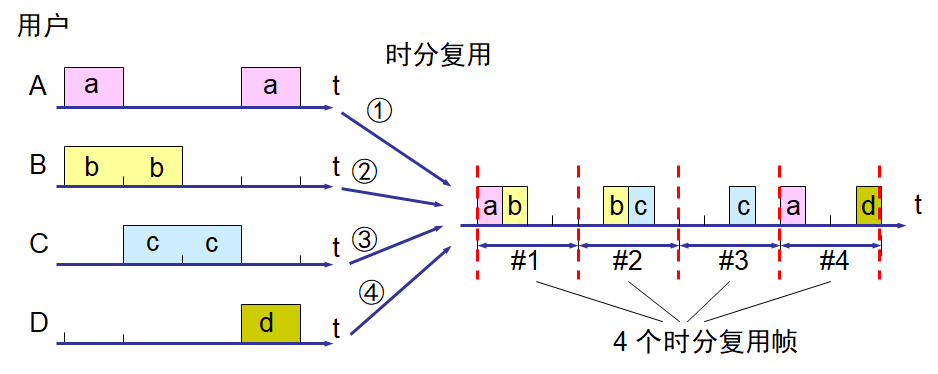 用户
时分复用
A a a t
①
B b b t
②
a b b c c a d t
C c c t
③
#1 #2 #3 #4
④
D d t
4 个时分复用帧